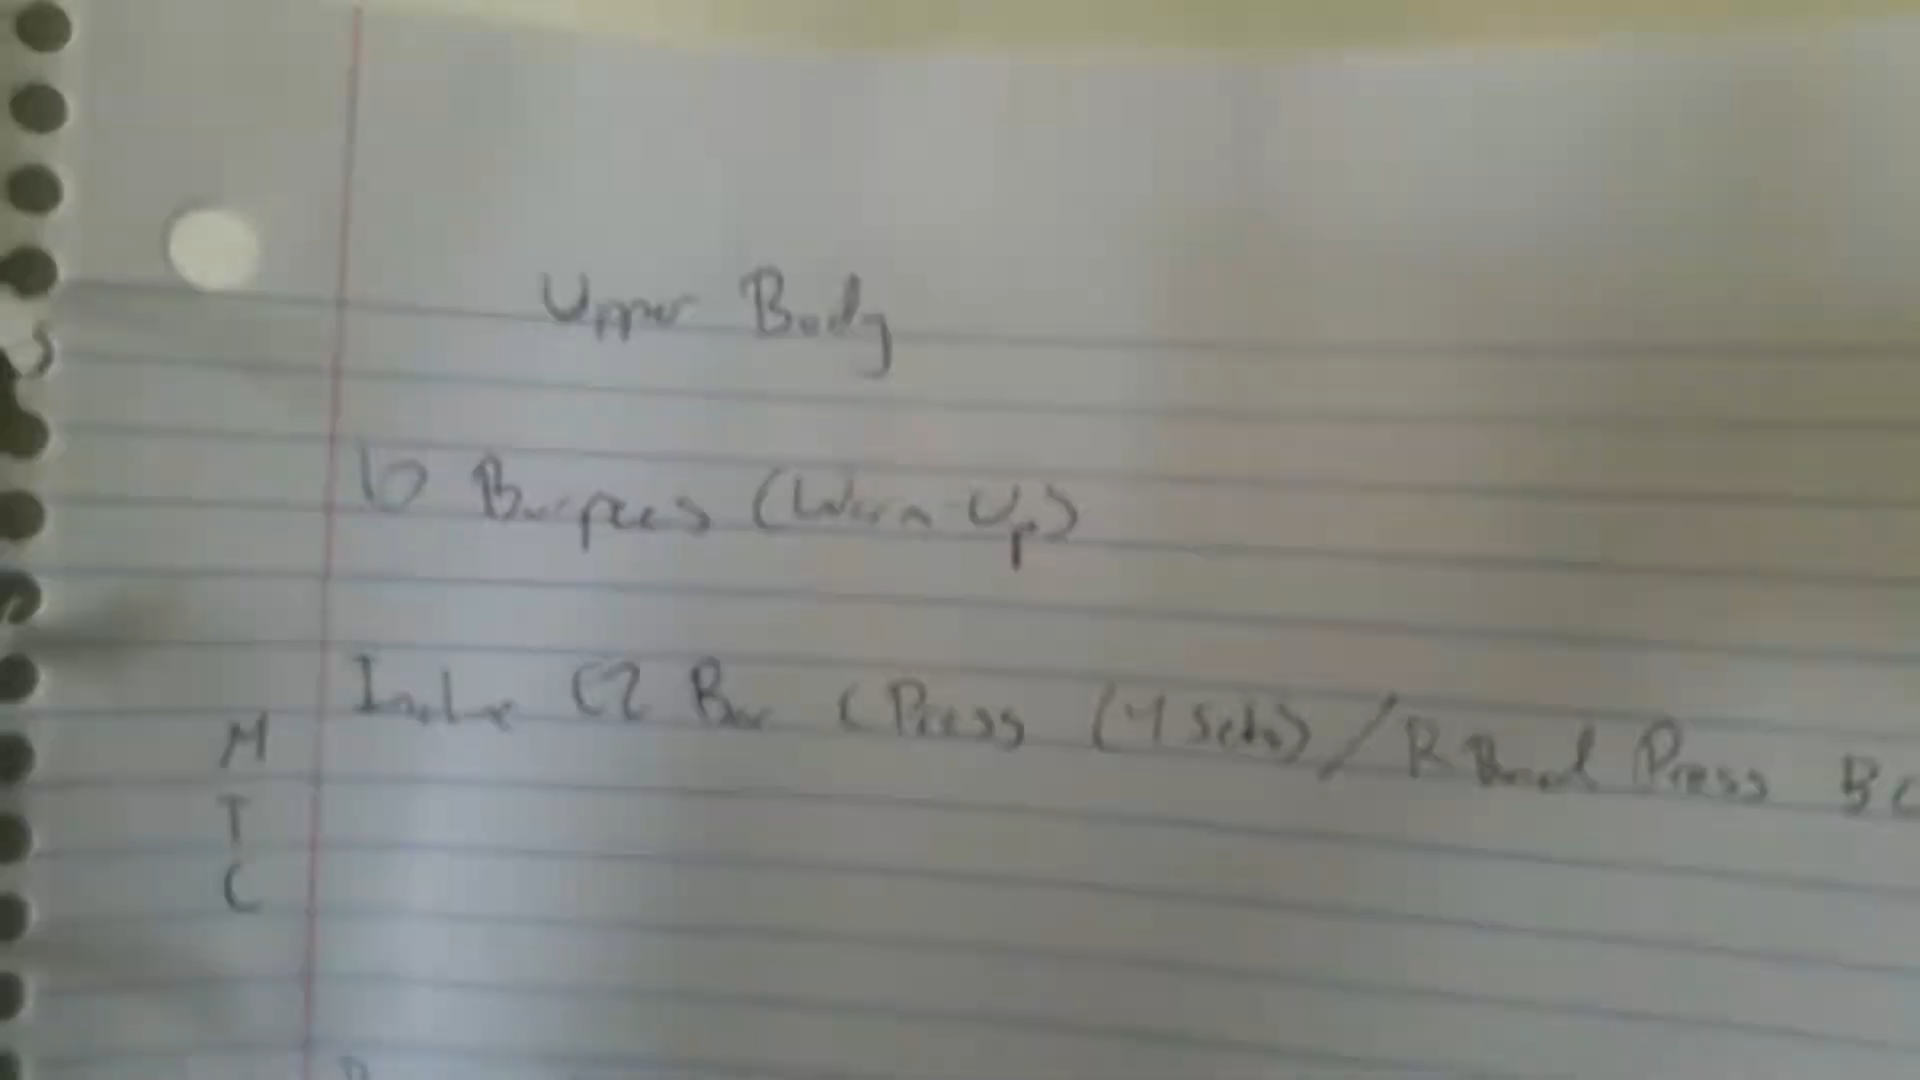 Upper Body
10 Burpees (Warm Up)
Incline EZ Bar C Press (4 Sets) / R Band Press
M
T
C